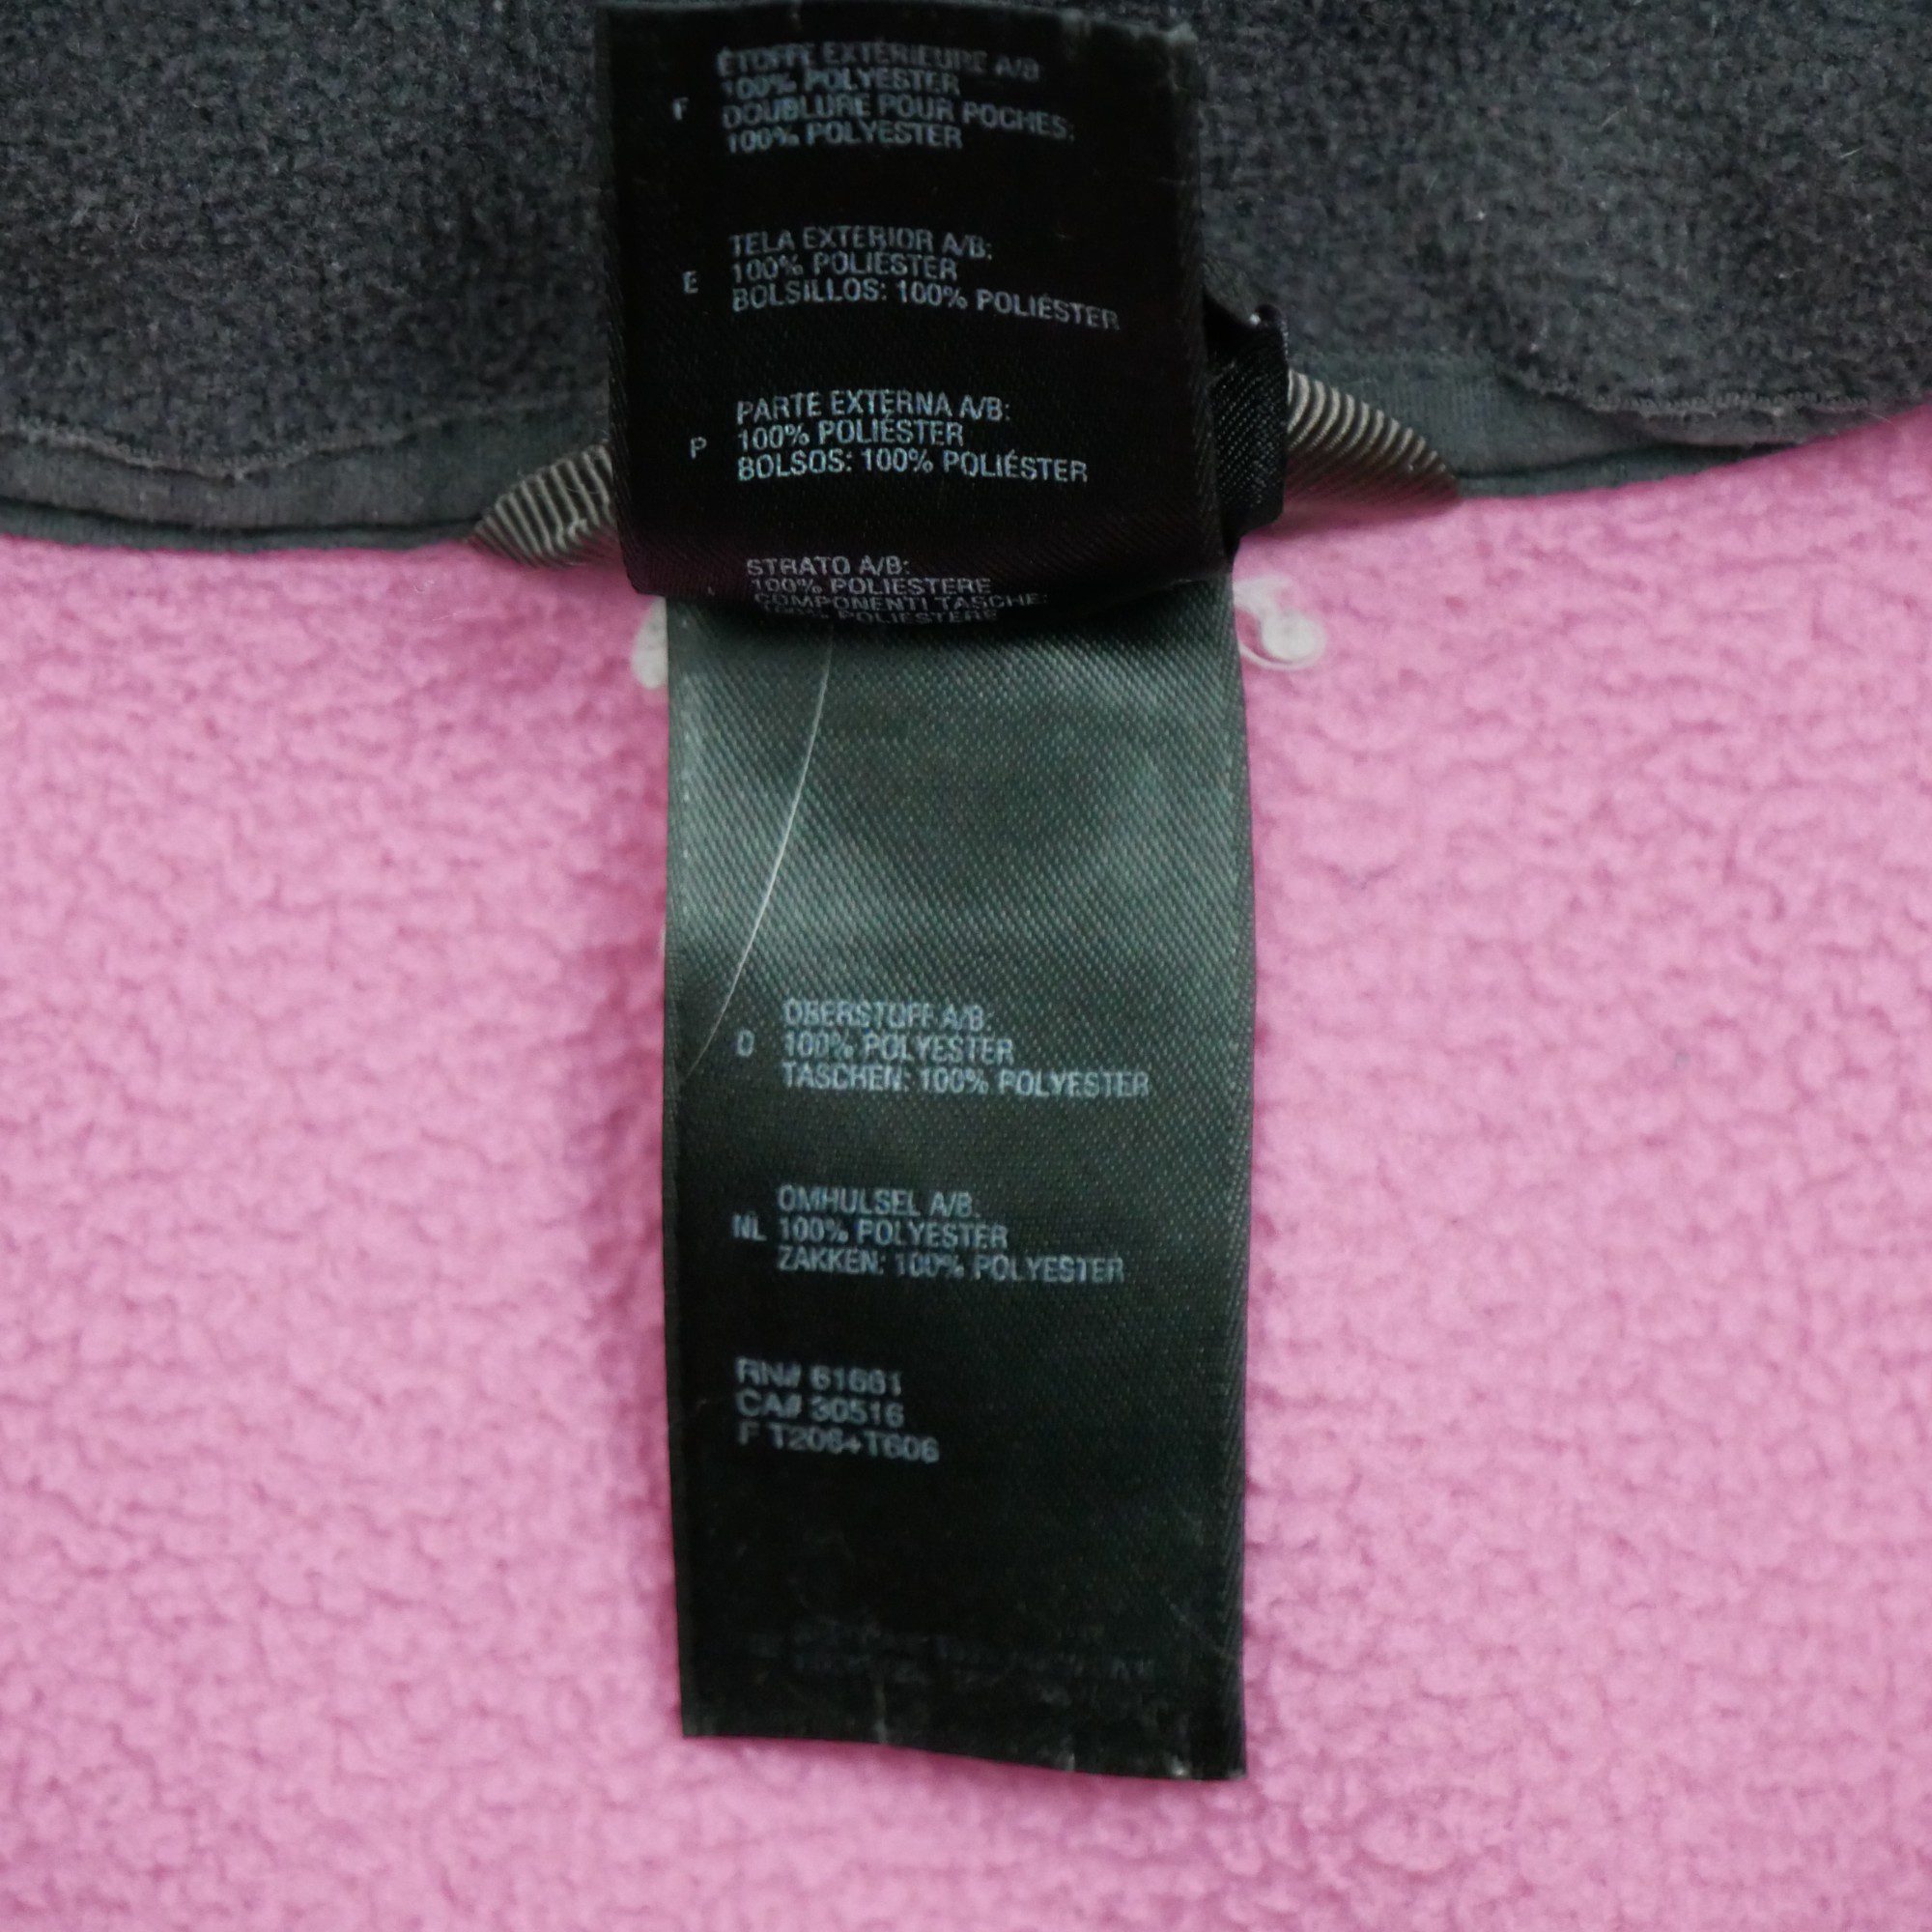 ÉTOFFE EXTÉRIEURE A/B
100% POLYESTER
F DOUBLURE POUR POCHES:
100% POLYESTER
TELA EXTERIOR A/B:
100% POLIÉSTER
E BOLSILLOS: 100% POLIÉSTER
PARTE EXTERNA A/B:
P 100% POLIÉSTER
BOLSOS: 100% POLIÉSTER
STRATO A/B:
100% POLIESTERE
COMPONENTI TASCHE:
100% POLIESTERE
OBERSTOFF A/B:
D 100% POLYESTER
TASCHEN: 100% POLYESTER
OMHULSEL A/B:
NL 100% POLYESTER
ZAKKEN: 100% POLYESTER
RN# 61661
CA# 30516
F T206+T606